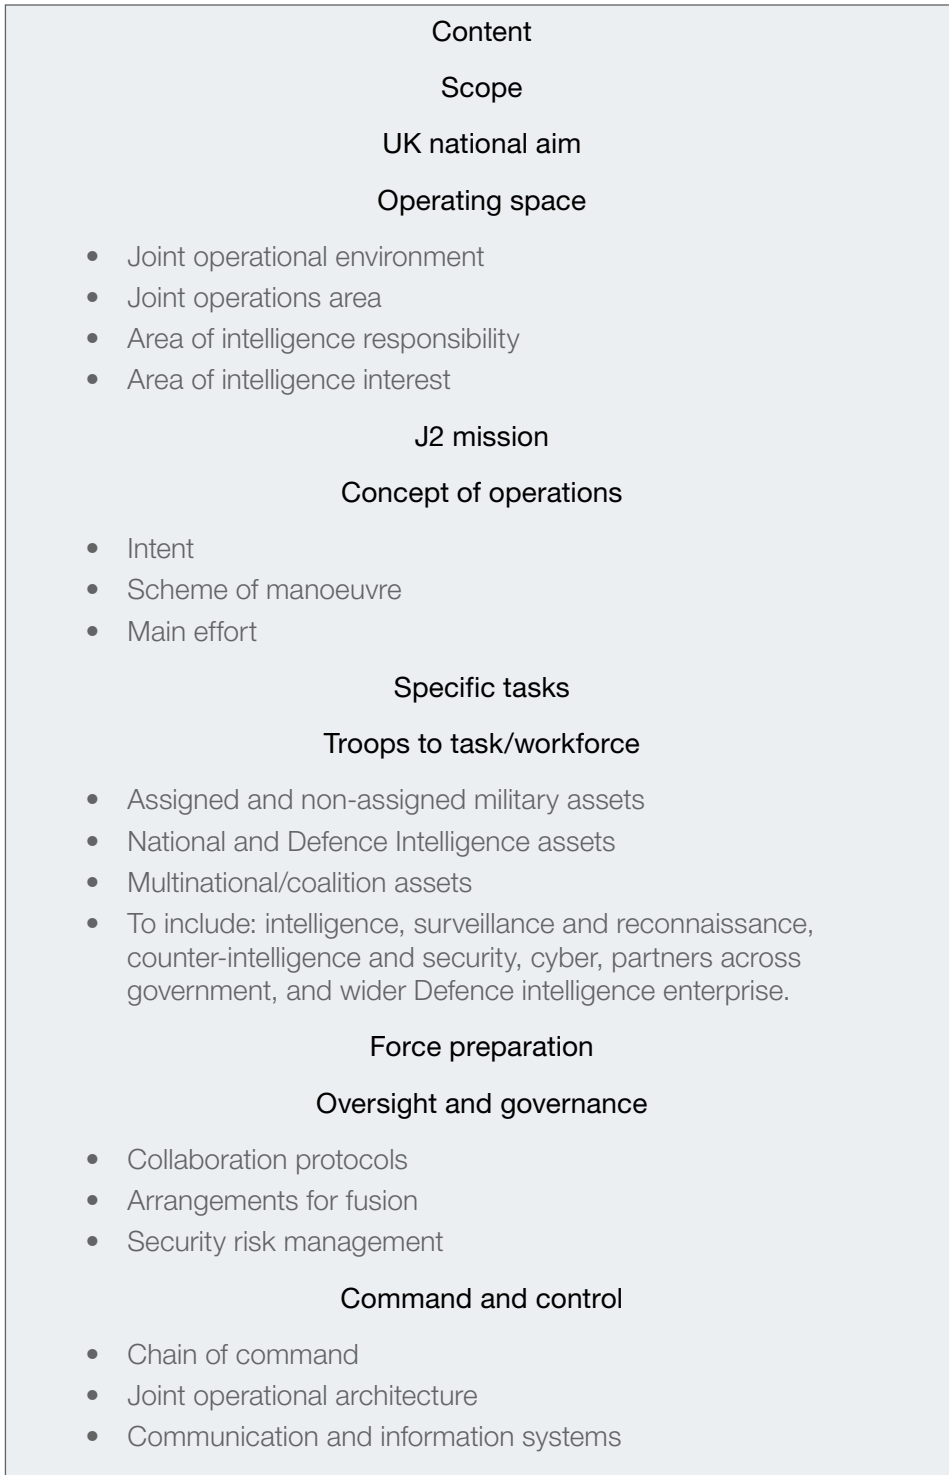 Content
Scope
UK national aim
Operating space
• Joint operational environment
• Joint operations area
• Area of intelligence responsibility
• Area of intelligence interest
J2 mission
Concept of operations
• Intent
• Scheme of manoeuvre
• Main effort
Specific tasks
Troops to task/workforce
• Assigned and non-assigned military assets
• National and Defence Intelligence assets
• Multinational/coalition assets
• To include: intelligence, surveillance and reconnaissance,
counter-intelligence and security, cyber, partners across
government, and wider Defence intelligence enterprise.
Force preparation
Oversight and governance
• Collaboration protocols
• Arrangements for fusion
• Security risk management
Command and control
• Chain of command
• Joint operational architecture
• Communication and information systems